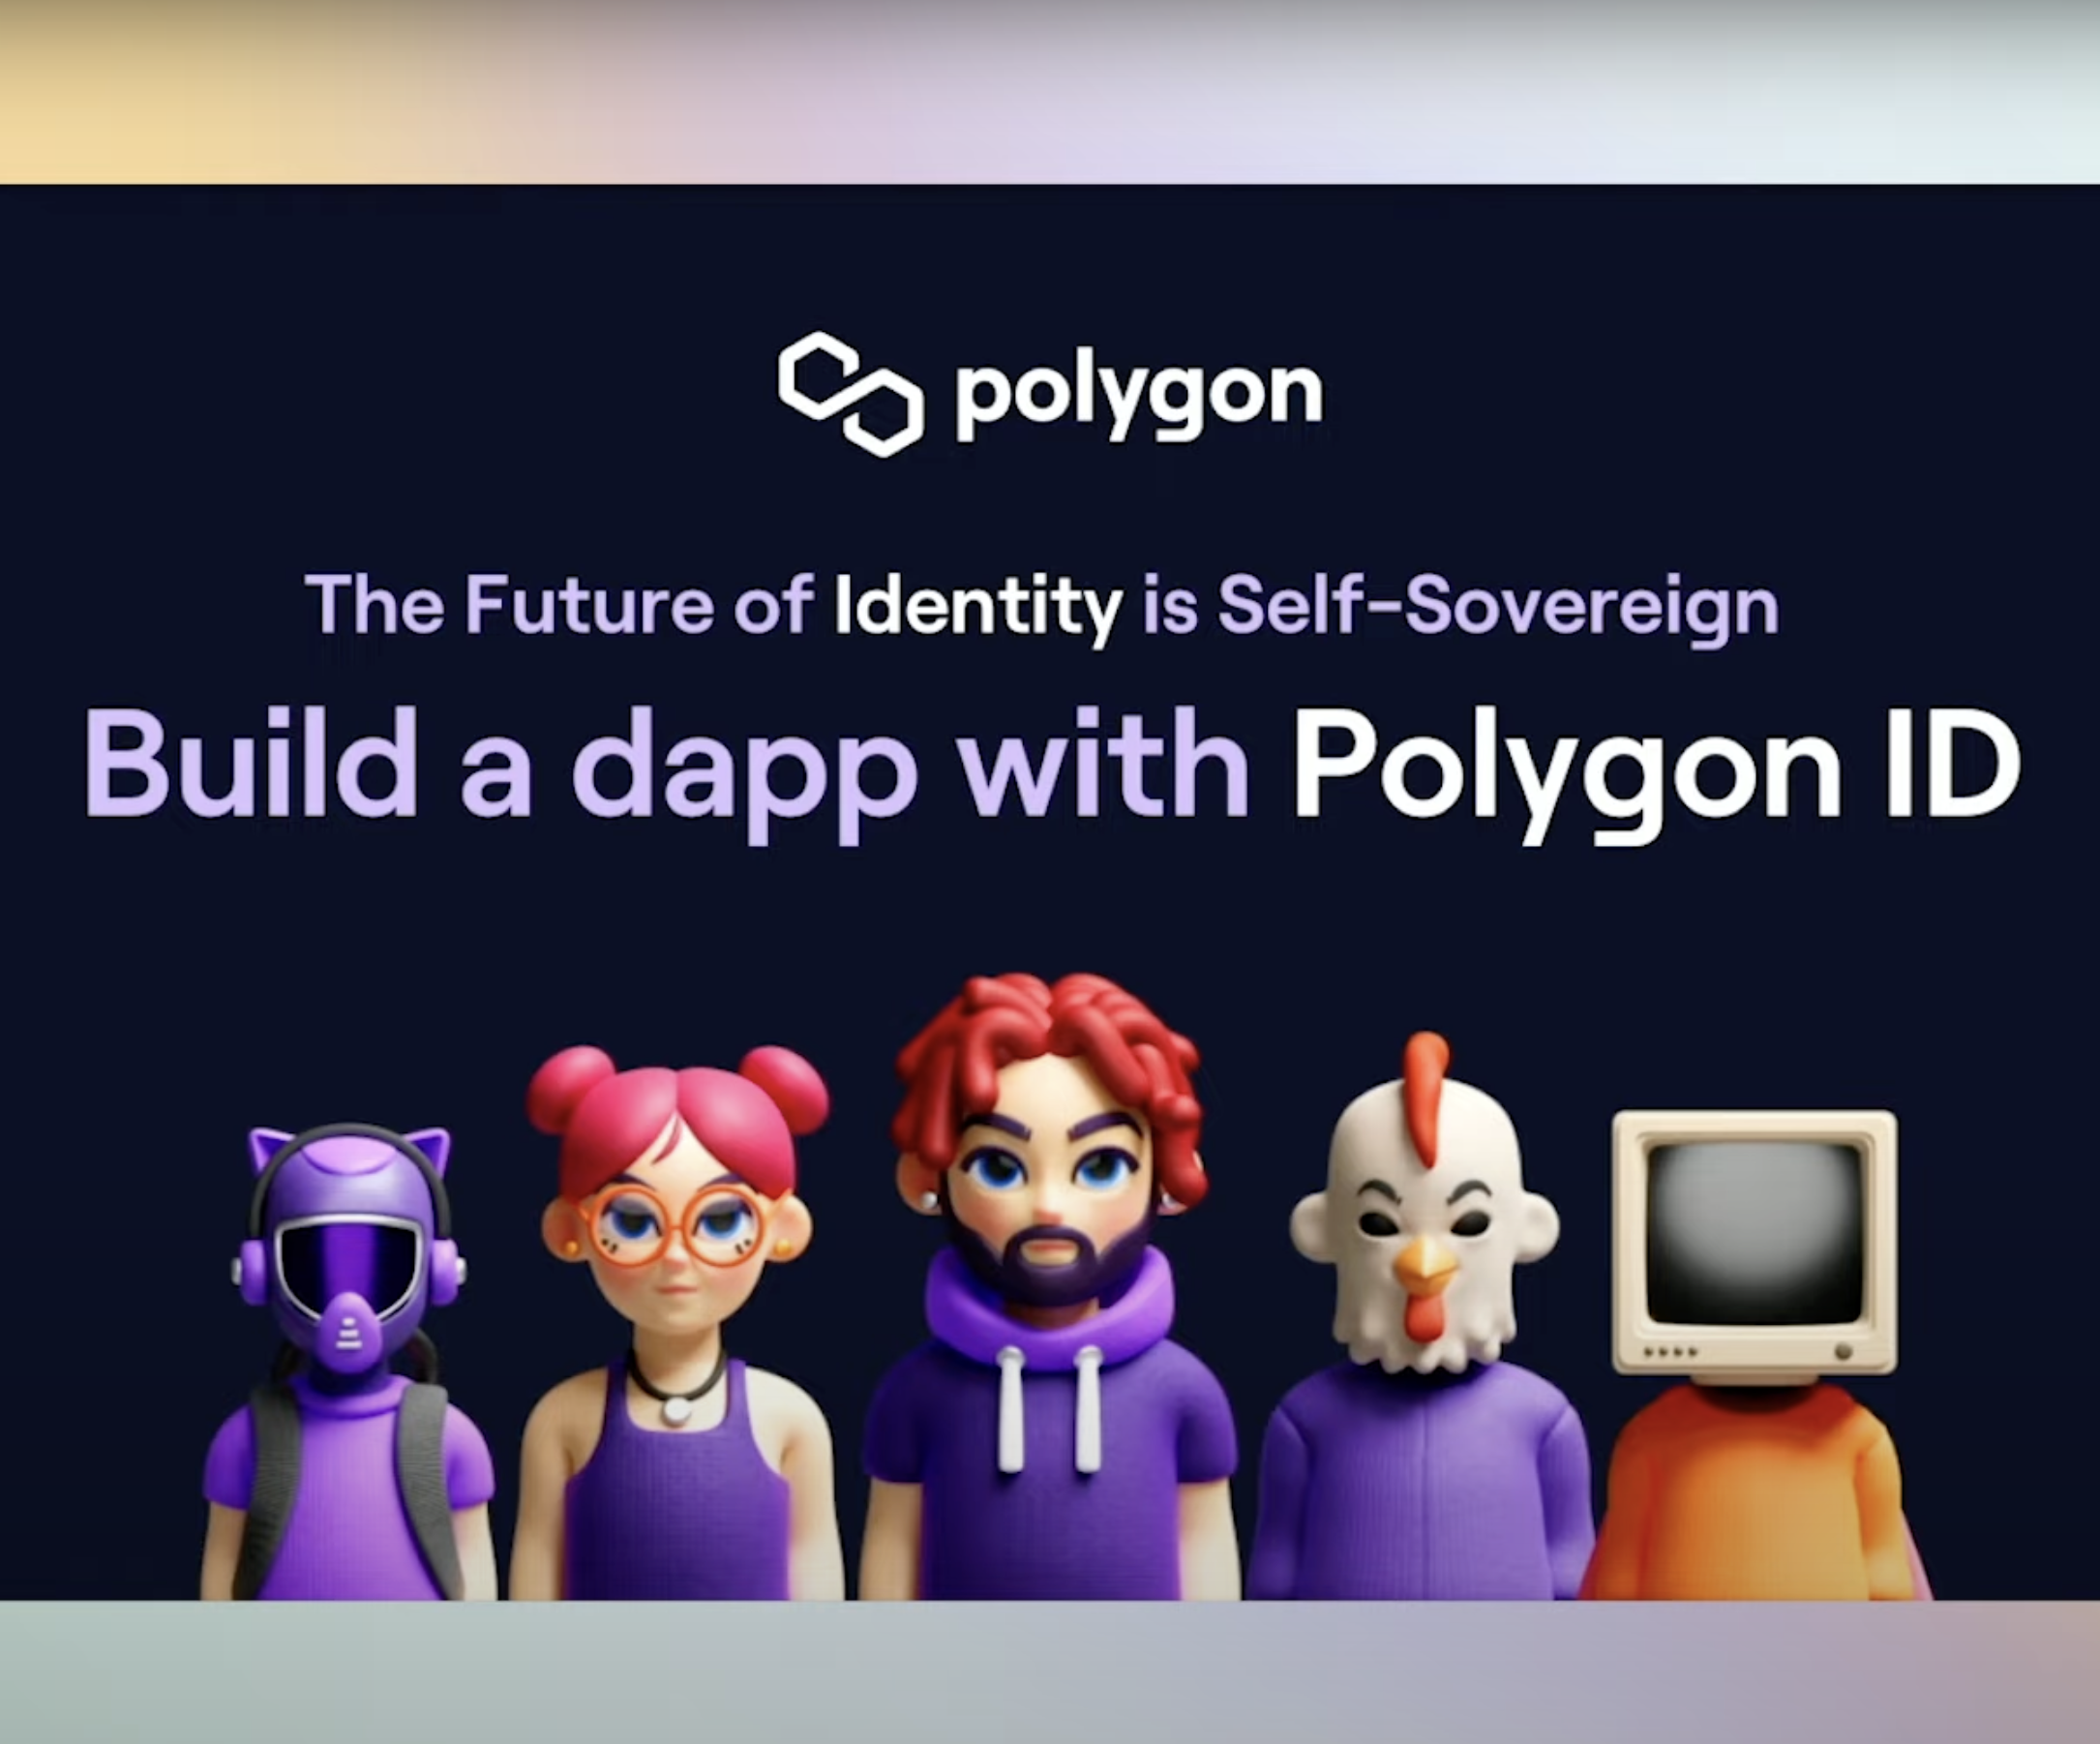 polygon
The Future of Identity is Self-Sovereign
Build a dapp with Polygon ID